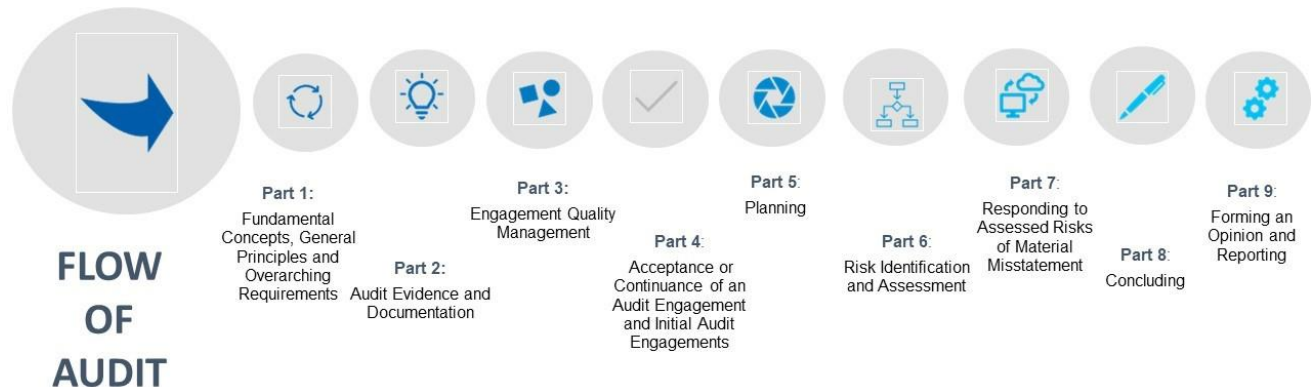 FLOW
OF
AUDIT
Part 1:
Fundamental
Concepts, General
Principles and
Overarching
Requirements
Part 2:
Audit Evidence and
Documentation
Part 3:
Engagement Quality
Management
Part 4:
Acceptance or
Continuance of an
Audit Engagement
and Initial Audit
Engagements
Part 5:
Planning
Part 6:
Risk Identification
and Assessment
Part 7:
Responding to
Assessed Risks
of Material
Misstatement
Part 8:
Concluding
Part 9:
Forming an
Opinion and
Reporting